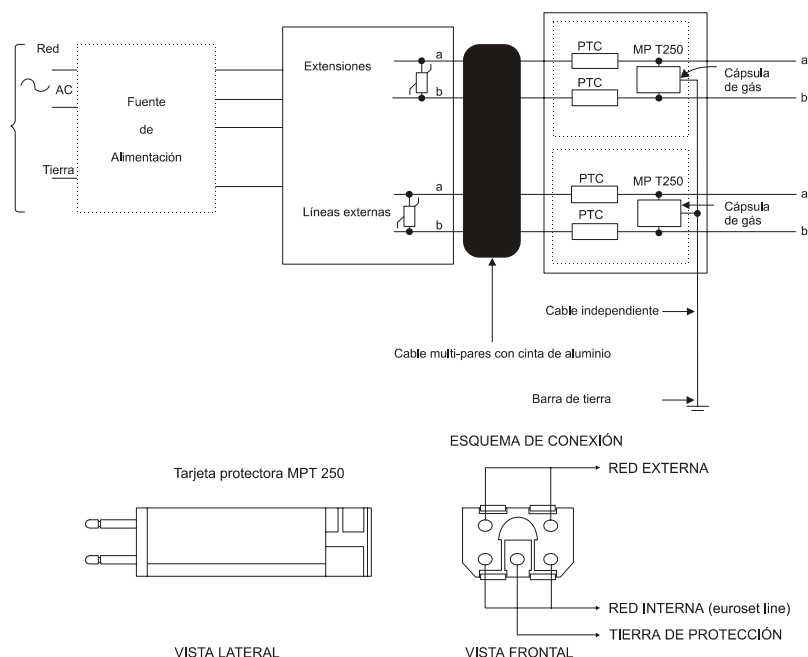 Red
AC
Tierra
Fuente
de
Alimentación
Extensiones
a
b
Líneas externas
a
b
PTC
MP T250
PTC
Cápsula
de gás
a
b
PTC
MP T250
PTC
Cápsula
de gás
a
b
Cable independiente
Cable multi-pares con cinta de aluminio
Barra de tierra
ESQUEMA DE CONEXIÓN
Tarjeta protectora MPT 250
RED EXTERNA
RED INTERNA (euroset line)
TIERRA DE PROTECCIÓN
VISTA LATERAL
VISTA FRONTAL